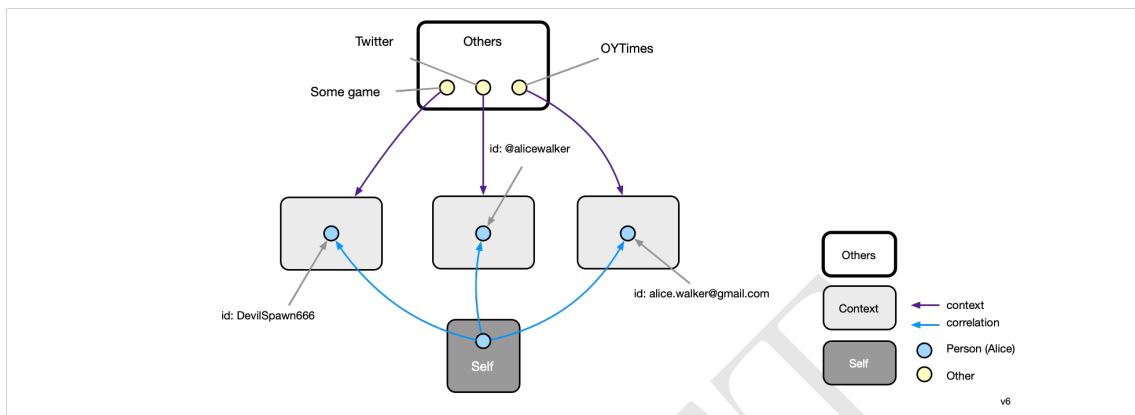 Twitter
Others
OYTimes
Some game
id: @alicewalker
id: DevilSpawn666
id: alice.walker@gmail.com
Self
Others
Context
context
correlation
Self
Person (Alice)
Other
v6